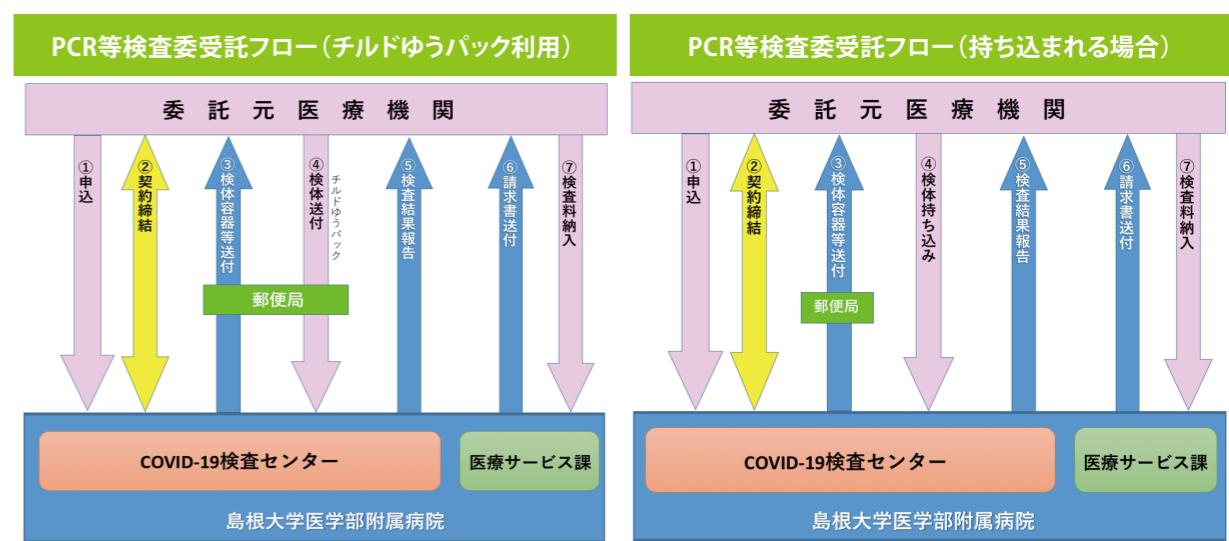 PCR等検査委受託フロー（チルドゆうパック利用）
委託元医療機関
①申込
②契約締結
③検体容器等送付
④検体送付
チルドゆうパック
⑤検査結果報告
⑥請求書送付
⑦検査料納入
郵便局
COVID-19検査センター
医療サービス課
島根大学医学部附属病院
PCR等検査委受託フロー（持ち込まれる場合）
委託元医療機関
①申込
②契約締結
③検体容器等送付
④検体持ち込み
⑤検査結果報告
⑥請求書送付
⑦検査料納入
郵便局
COVID-19検査センター
医療サービス課
島根大学医学部附属病院